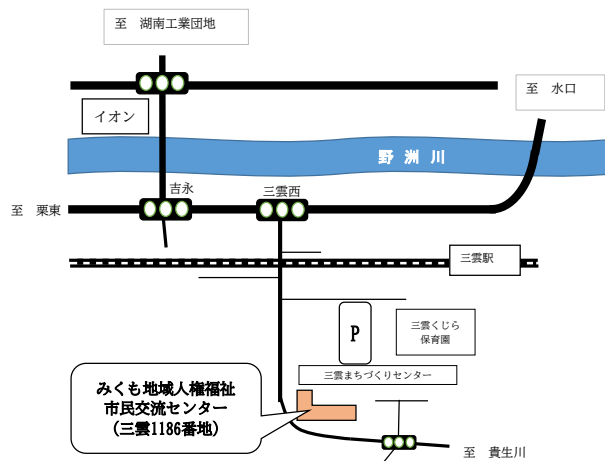 至　湖南工業団地
至　水口
イオン
野 洲 川
吉永
三雲西
至　栗東
三雲駅
P
三雲くじら
保育園
三雲まちづくりセンター
みくも地域人権福祉
市民交流センター
（三雲1186番地）
至　貴生川